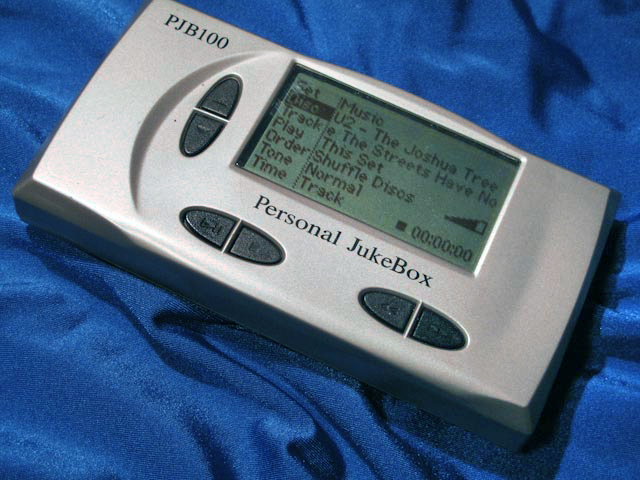 PJB100
Set Music
Disc U2 - The Joshua Tree
Track e The Streets Have No
Play This Set
Order Shuffle Discs
Tone Normal
Time Track
00:00:00
Personal JukeBox